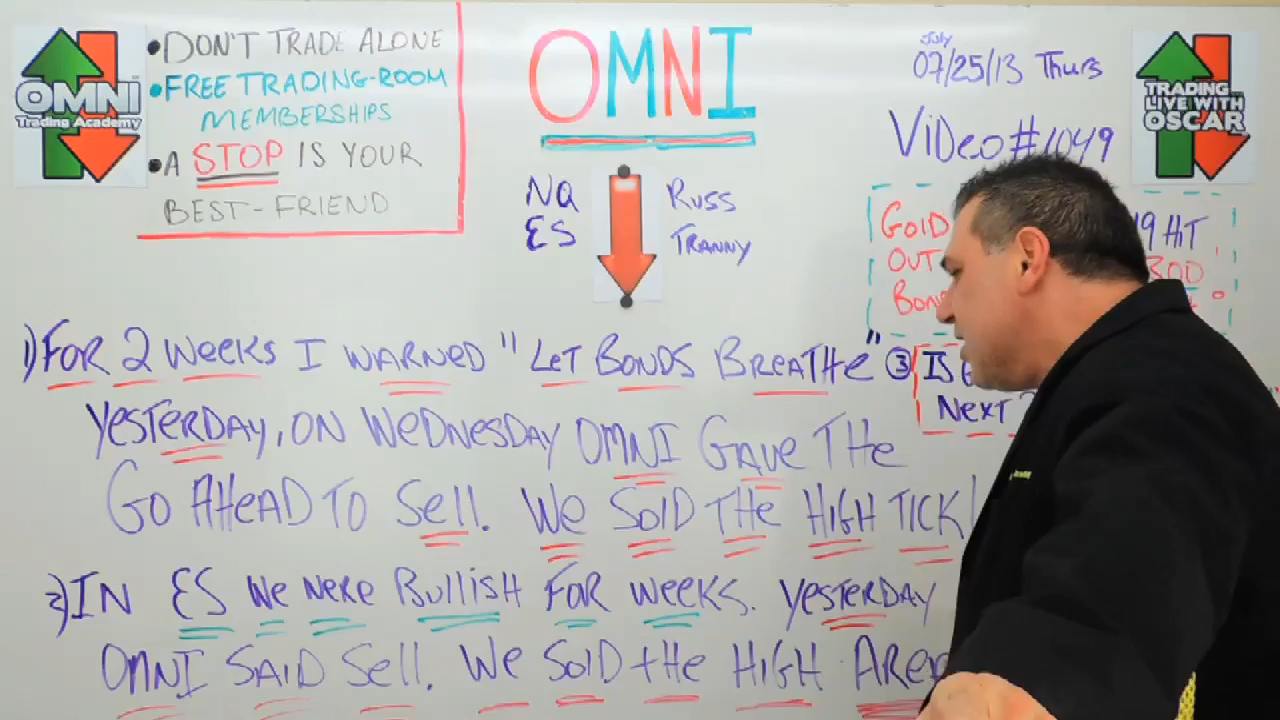 OMNI
Trading Academy
•DON'T TRADE ALONE
•FREE TRADING-ROOM
MEMBERSHIPS
•A STOP IS YOUR
BEST-FRIEND
OMNI
NQ
ES
RUSS
TRANNY
July
07/25/13 Thurs
VIDeo #1049
TRADING
LIVE WITH
OSCAR
GOlD
HIT
OUT
300
1) FOR 2 WeeKS I WARNED "LeT BONDS BReATHe"
YeSTERDAY, ON WeDNeSDAY OMNI GAVe THe
GO AHeAD TO Sell. We SOlD THe HIGH TICK!
2) IN ES We WeRe BUllISH FOR WeeKS. YeSTERDAY
OMNI SAID Sell. We SOlD tHe HIGH AREA
③ IS
NeXT ?